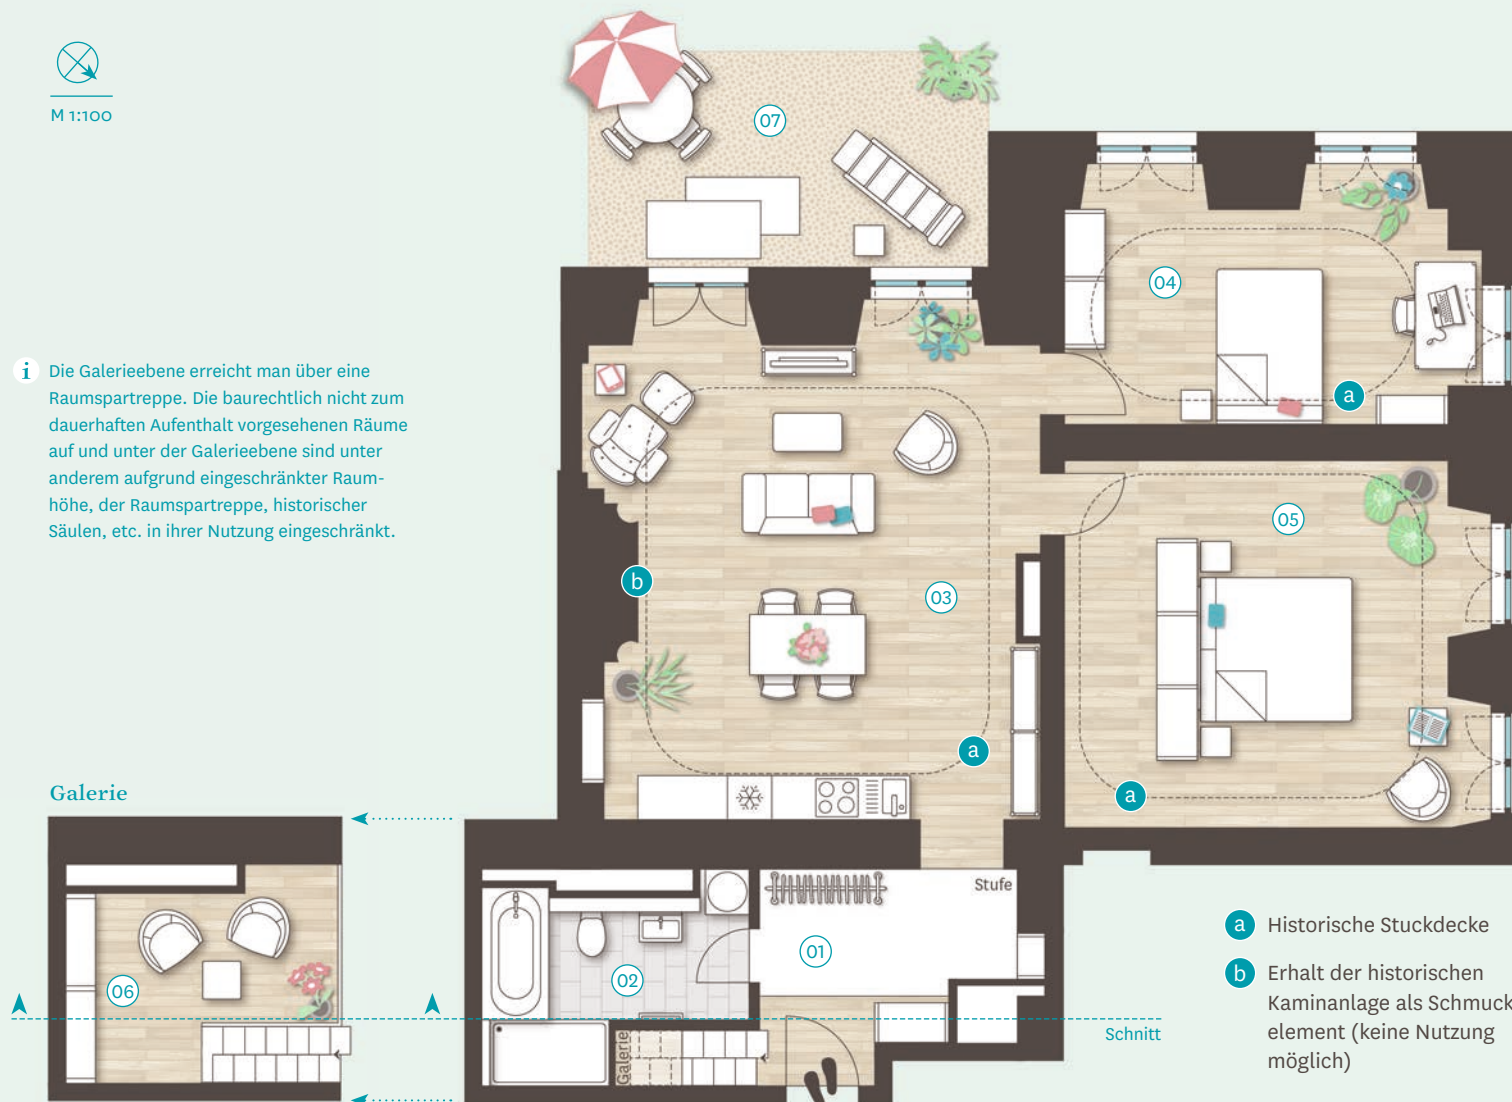 M 1:100
07
04
i Die Galerieebene erreicht man über eine
Raumspartreppe. Die baurechtlich nicht zum
dauerhaften Aufenthalt vorgesehenen Räume
auf und unter der Galerieebene sind unter
anderem aufgrund eingeschränkter Raum-
höhe, der Raumspartreppe, historischer
Säulen, etc. in ihrer Nutzung eingeschränkt.
a
05
b
03
a
a
Galerie
Stufe
01
02
06
Galerie
Schnitt
a Historische Stuckdecke
b Erhalt der historischen
Kaminanlage als Schmuck
element (keine Nutzung
möglich)